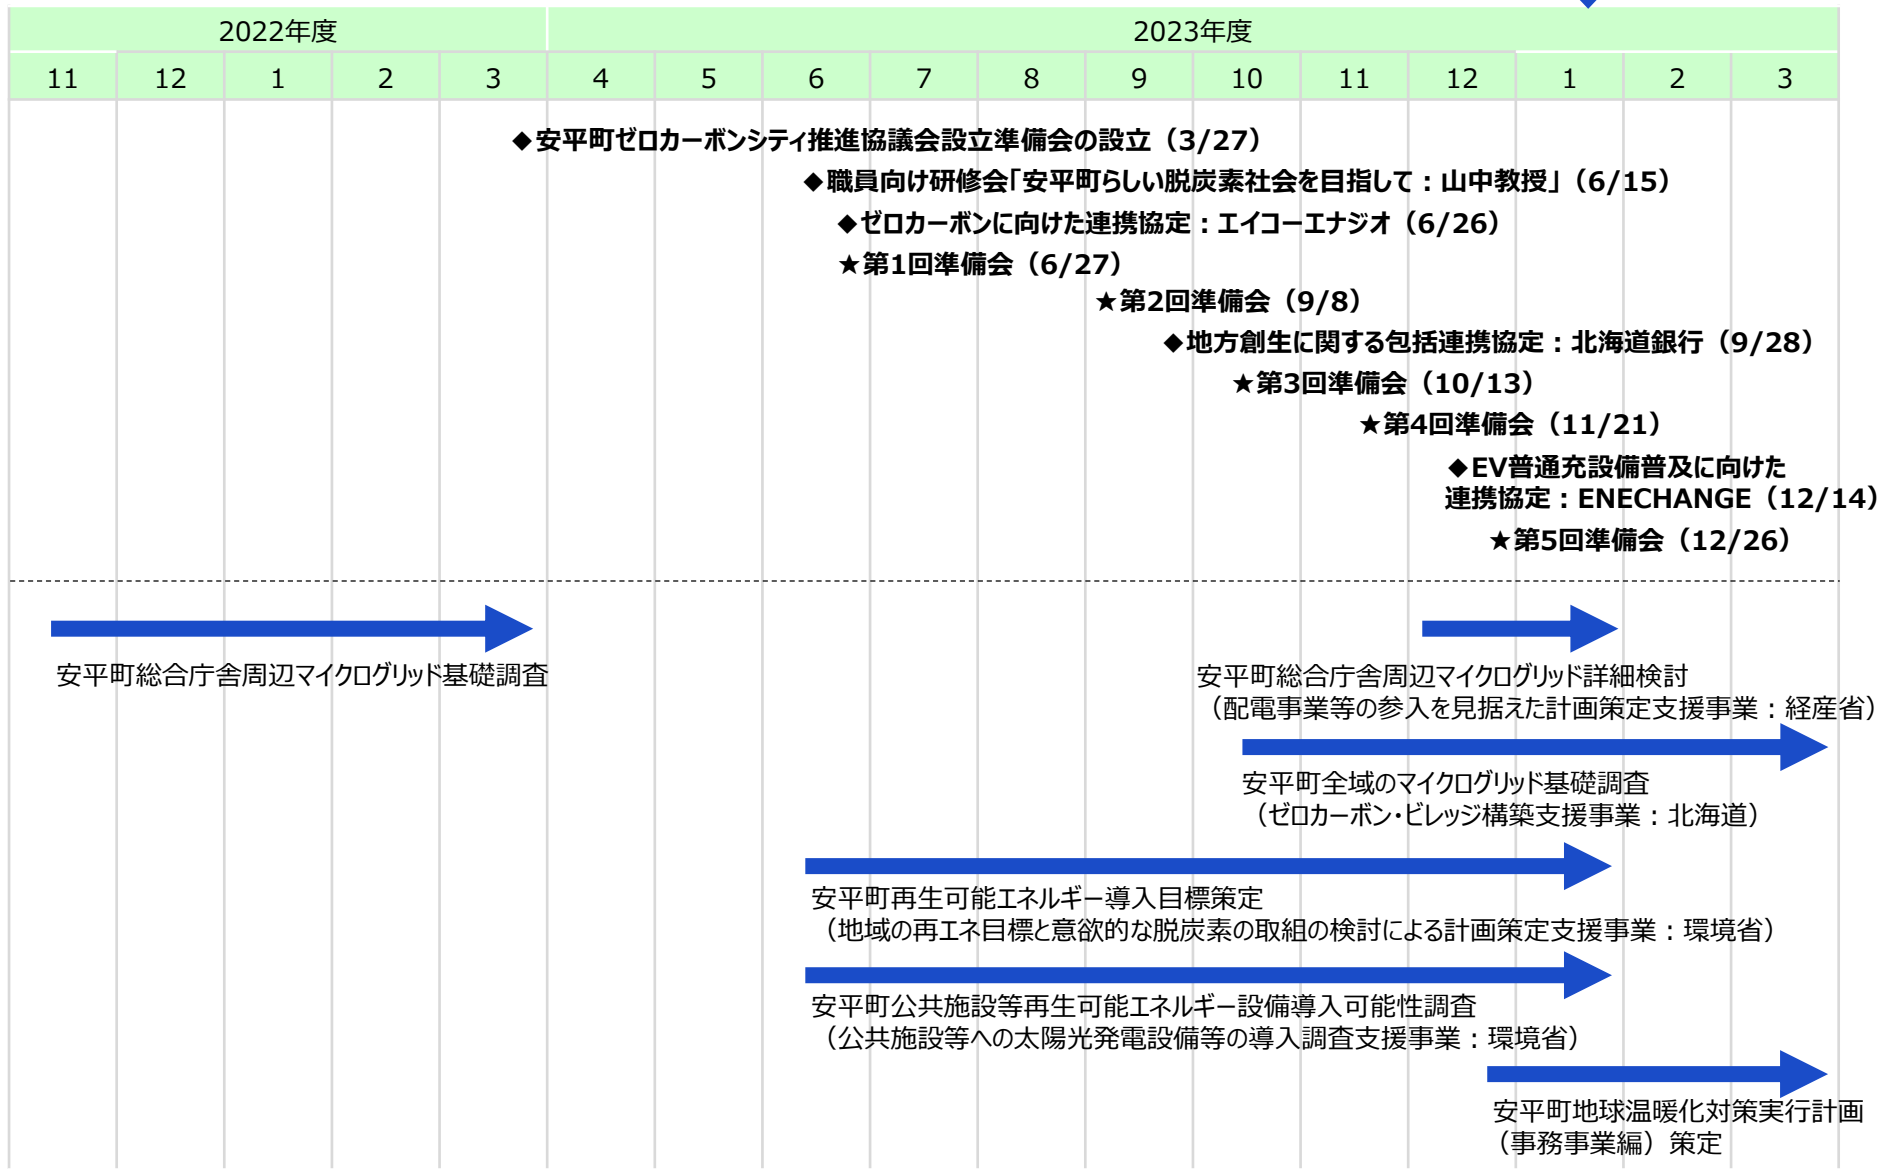 2022年度 2023年度
11 12 1 2 3 4 5 6 7 8 9 10 11 12 1 2 3
◆安平町ゼロカーボンシティ推進協議会設立準備会の設立（3/27）
◆職員向け研修会「安平町らしい脱炭素社会を目指して：山中教授」（6/15）
◆ゼロカーボンに向けた連携協定：エイコーエナジオ（6/26）
★第1回準備会（6/27）
★第2回準備会（9/8）
◆地方創生に関する包括連携協定：北海道銀行（9/28）
★第3回準備会（10/13）
★第4回準備会（11/21）
◆EV普通充設備普及に向けた
連携協定：ENECHANGE（12/14）
★第5回準備会（12/26）
安平町総合庁舎周辺マイクログリッド基礎調査
安平町総合庁舎周辺マイクログリッド詳細検討
（配電事業等の参入を見据えた計画策定支援事業：経産省）
安平町全域のマイクログリッド基礎調査
（ゼロカーボン・ビレッジ構築支援事業：北海道）
安平町再生可能エネルギー導入目標策定
（地域の再エネ目標と意欲的な脱炭素の取組の検討による計画策定支援事業：環境省）
安平町公共施設等再生可能エネルギー設備導入可能性調査
（公共施設等への太陽光発電設備等の導入調査支援事業：環境省）
安平町地球温暖化対策実行計画
（事務事業編）策定